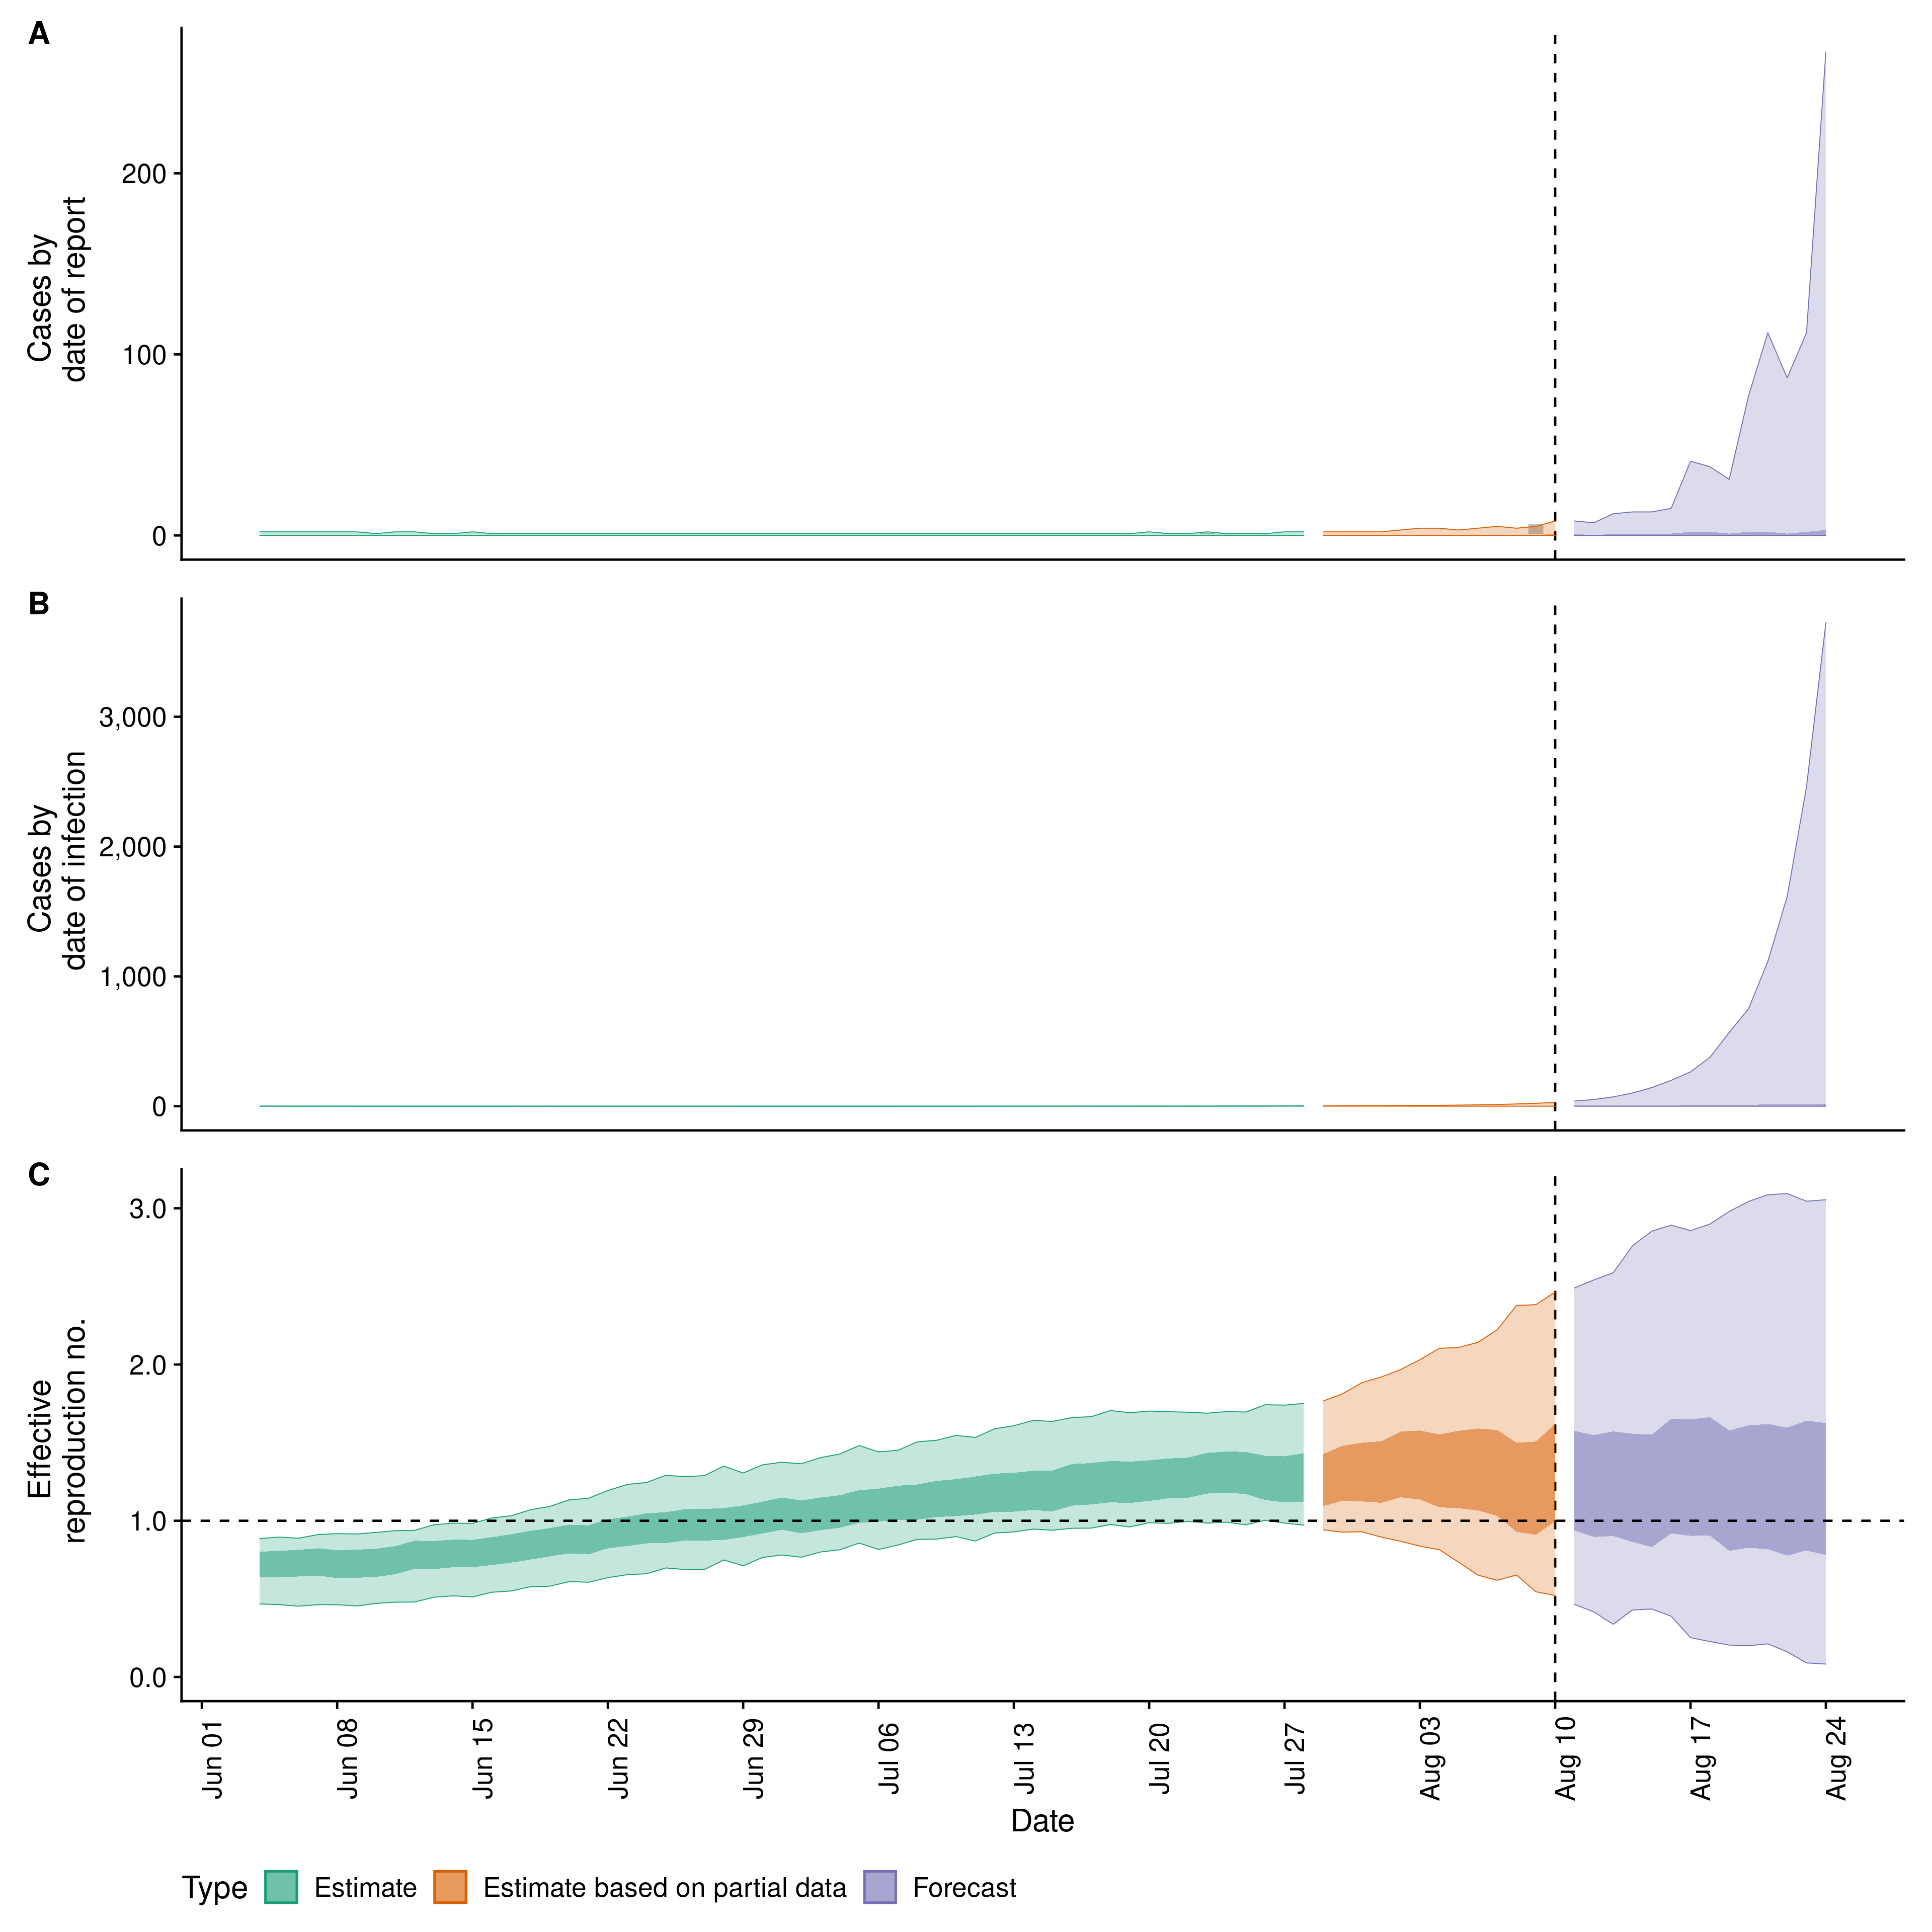 A
Cases by
date of report
200
100
0
B
Cases by
date of infection
3,000
2,000
1,000
0
C
Effective
reproduction no.
3.0
2.0
1.0
0.0
Jun 01
Jun 08
Jun 15
Jun 22
Jun 29
Jul 06
Jul 13
Jul 20
Jul 27
Aug 03
Aug 10
Aug 17
Aug 24
Date
Type Estimate Estimate based on partial data Forecast